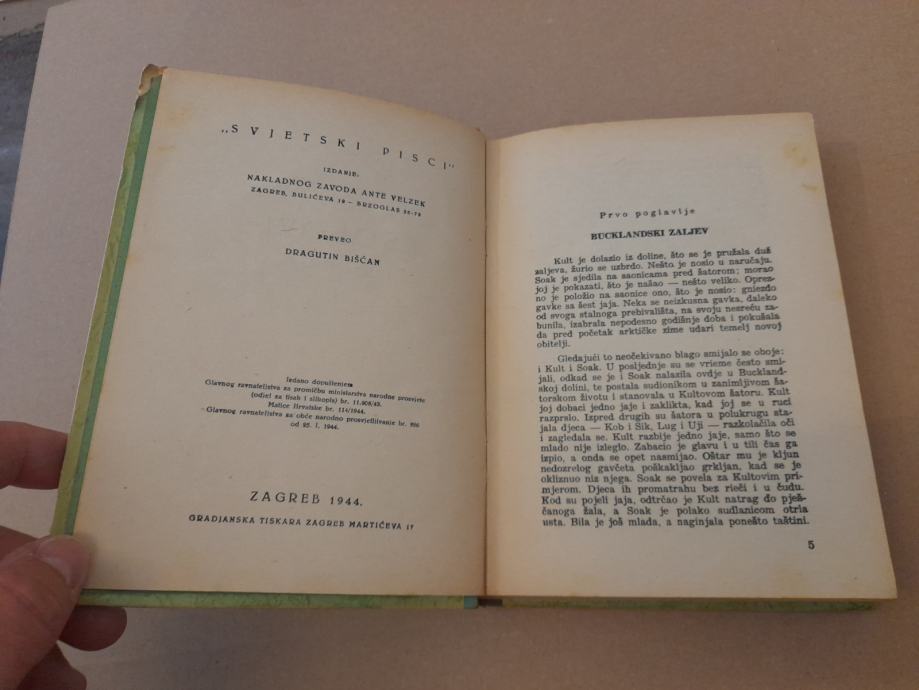 „SVJETSKI PISCI"
IZDANJE:
NAKLADNOG ZAVODA ANTE VELZEK
ZAGREB, BULIĆEVA 10 – BRZOGLAS
PREVEO
DRAGUTIN BIŠĆAN
Izdano dopuštenjem
Glavnog ravnateljstva za promičbu ministarstva narodne prosvjete
(odjel za tisak i slikopis) br. 11.908/43.
Matice Hrvatske br. 114/1944.
Glavnog ravnateljstva za obće narodno prosvjetljivanje br. 986
od 25. I. 1944.
ZAGREB 1944.
GRADJANSKA TISKARA ZAGREB MARTIĆEVA 17
Prvo poglavlje
BUCKLANDSKI ZALJEV
Kult je dolazio iz doline, što se je pružala duž
zaljeva, žurio se uzbrdo. Nešto je nosio u naručaju.
Soak je sjedila na saonicama pred šatorom; morao
joj je pokazati, što je našao — nešto veliko. Oprez-
no je položio na saonice ono, što je nosio: gniezdo
gavke sa šest jaja. Neka se neizkusna gavka, daleko
od svoga stalnog prebivališta, na svoju nesreću za-
bunila, izabrala nepodesno godišnje doba i pokušala
da pred početak arktičke zime udari temelj novoj
obitelji.
Gledajući to neočekivano blago smijalo se oboje:
i Kult i Soak. U posljednje su se vrieme često smi-
jali, odkad se je i Soak nalazila ovdje u Buckland-
skoj dolini, te postala sudionikom u zanimljivom ša-
torskom životu i stanovala u Kultovom šatoru. Kult
joj dobaci jedno jaje i zaklikta, kad joj se u ruci
razprslo. Izpred drugih su šatora u polukrugu sta-
jala djeca — Kob i Sik, Lug i Uji — razkolačila oči
i zagledala se. Kult razbije jedno jaje, samo što se
mlado nije izleglo. Zabacio je glavu i u tili čas ga
izpio, a onda se opet nasmijao. Oštar mu je kljun
nedozrelog gavčeta poškakljao grkljan, kad se je
okliznuo niz njega. Soak se povela za Kultovim pri-
mjerom. Djeca ih promatrahu bez rieči i u čudu.
Kod su pojeli jaja, odtrčao je Kult natrag do pješ-
čanoga žala, a Soak je polako sudlanicom otrla
usta. Bila je još mlada, a naginjala ponešto taštini.
5